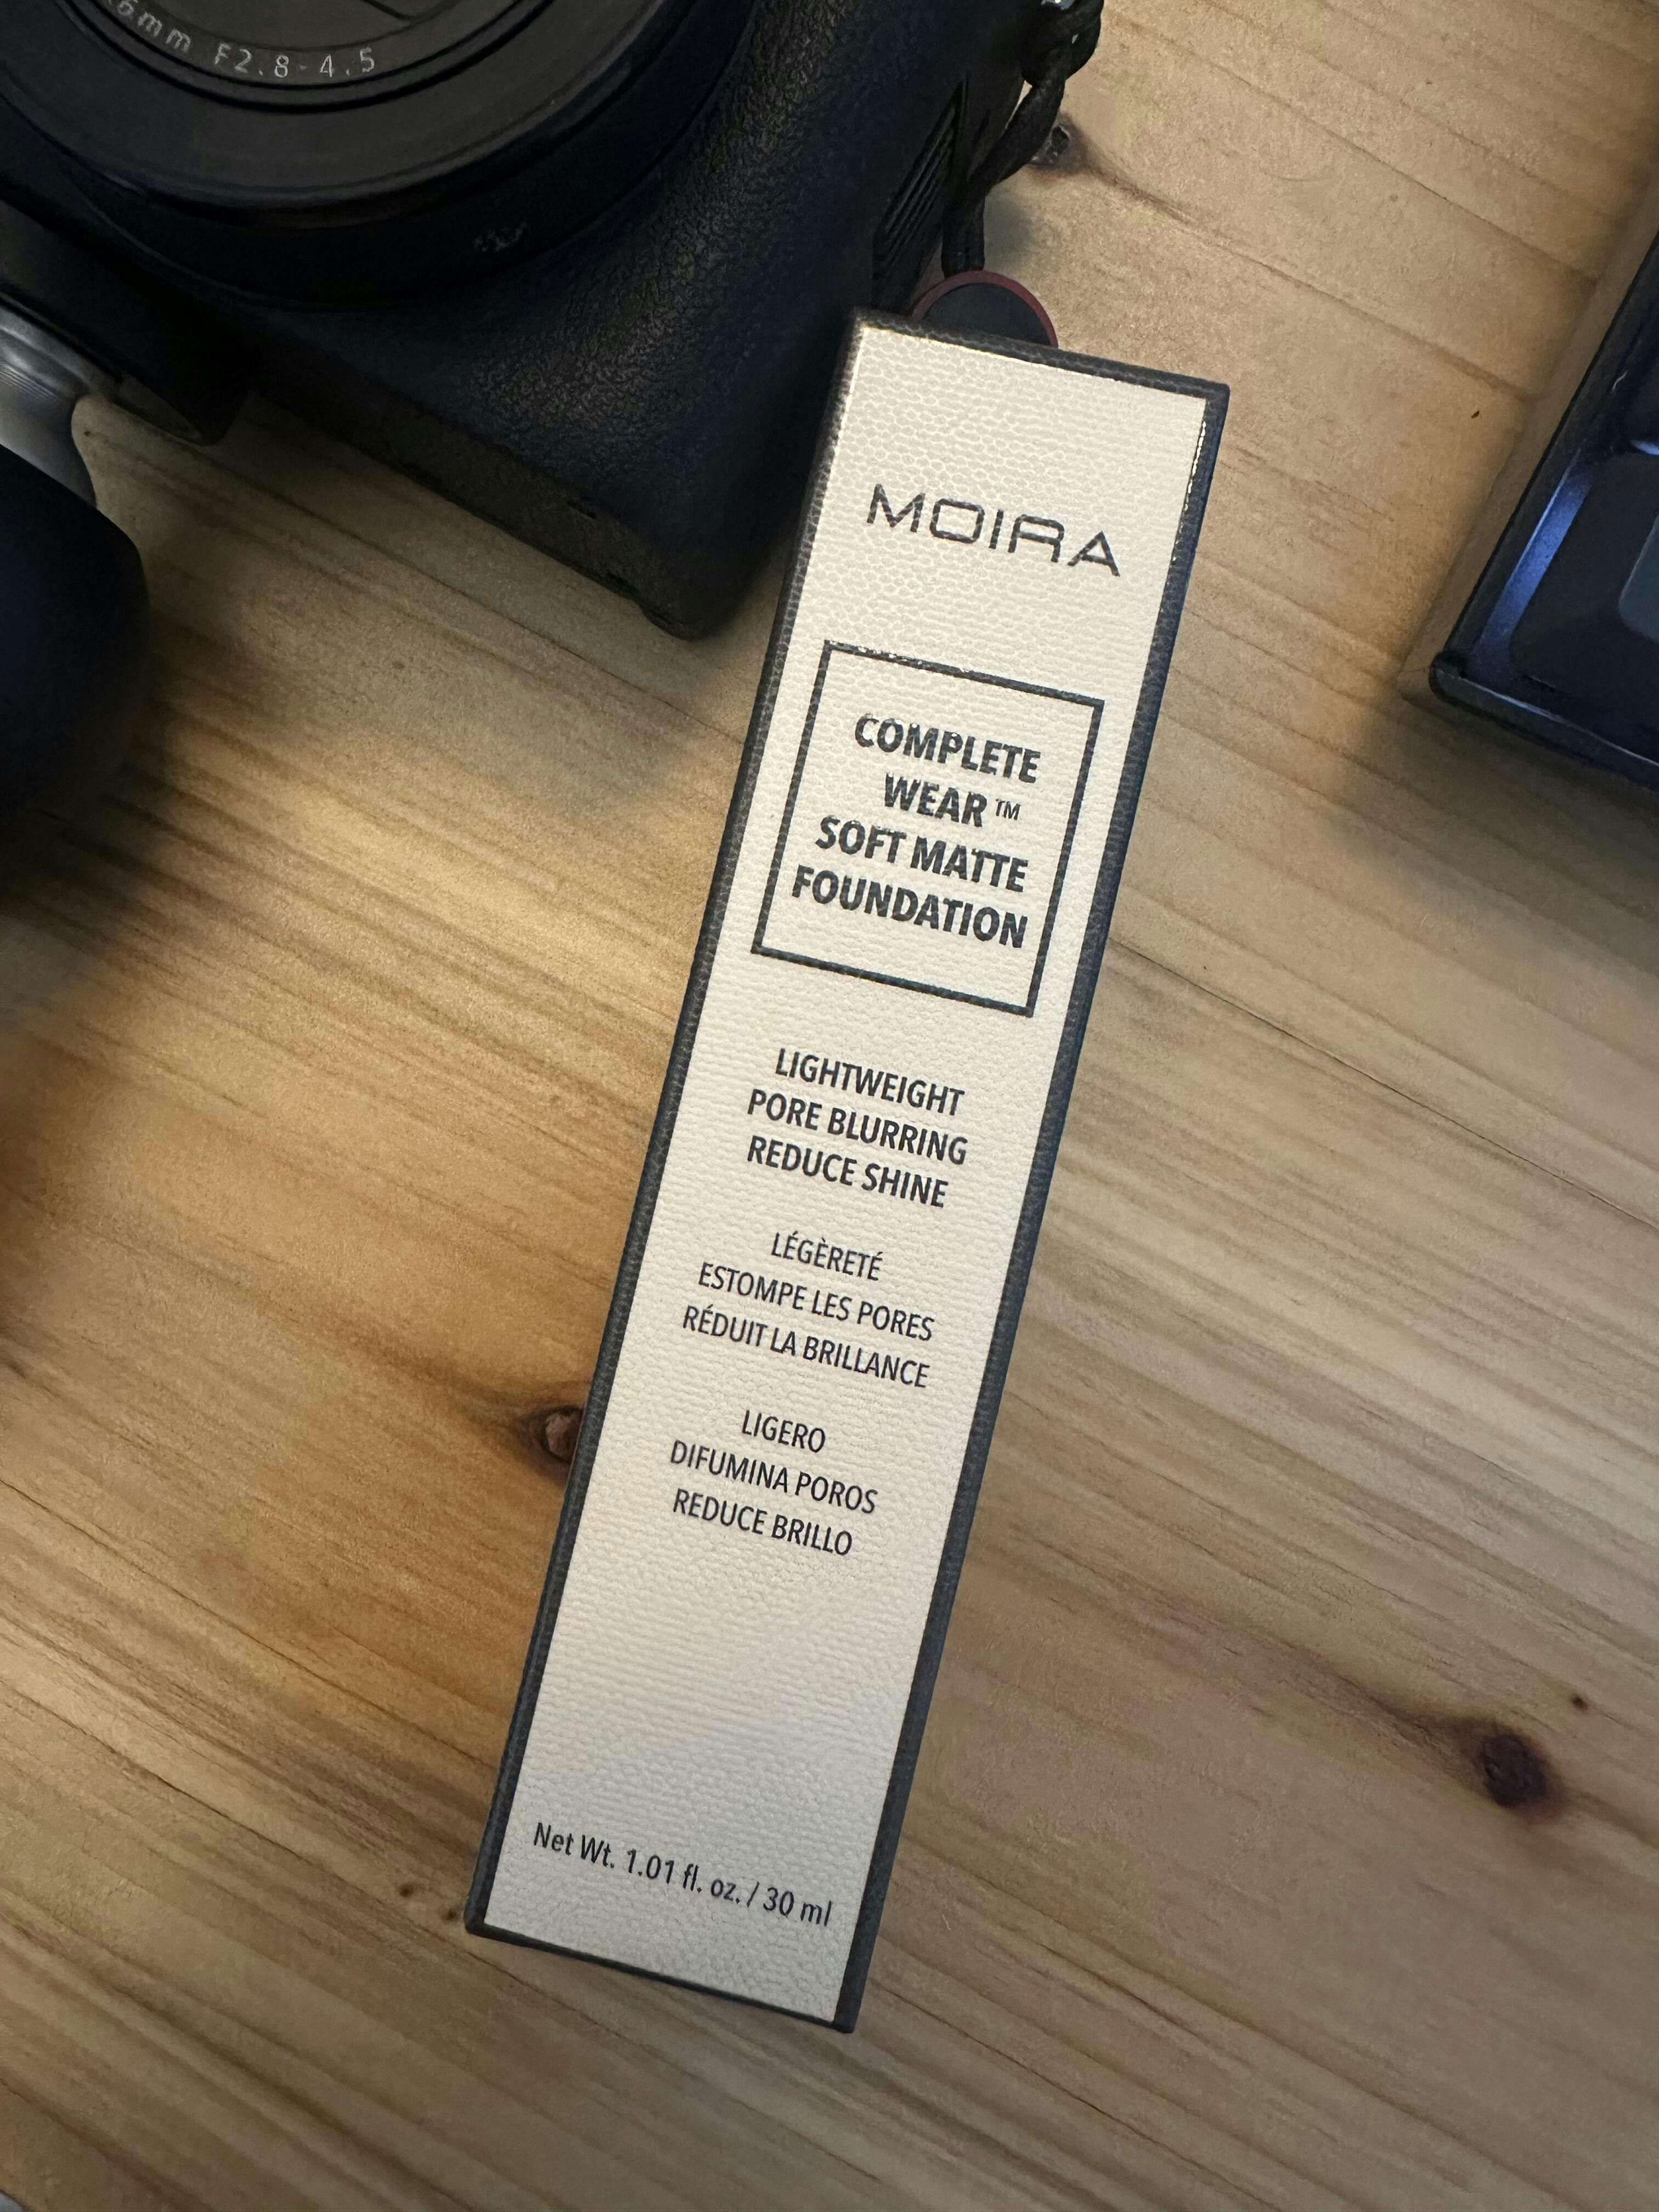 6mm F2.8-4.5
MOIRA
COMPLETE
WEAR™
SOFT MATTE
FOUNDATION
LIGHTWEIGHT
PORE BLURRING
REDUCE SHINE
LÉGÈRETÉ
ESTOMPE LES PORES
RÉDUIT LA BRILLANCE
LIGERO
DIFUMINA POROS
REDUCE BRILLO
Net Wt. 1.01 fl. oz. / 30 ml